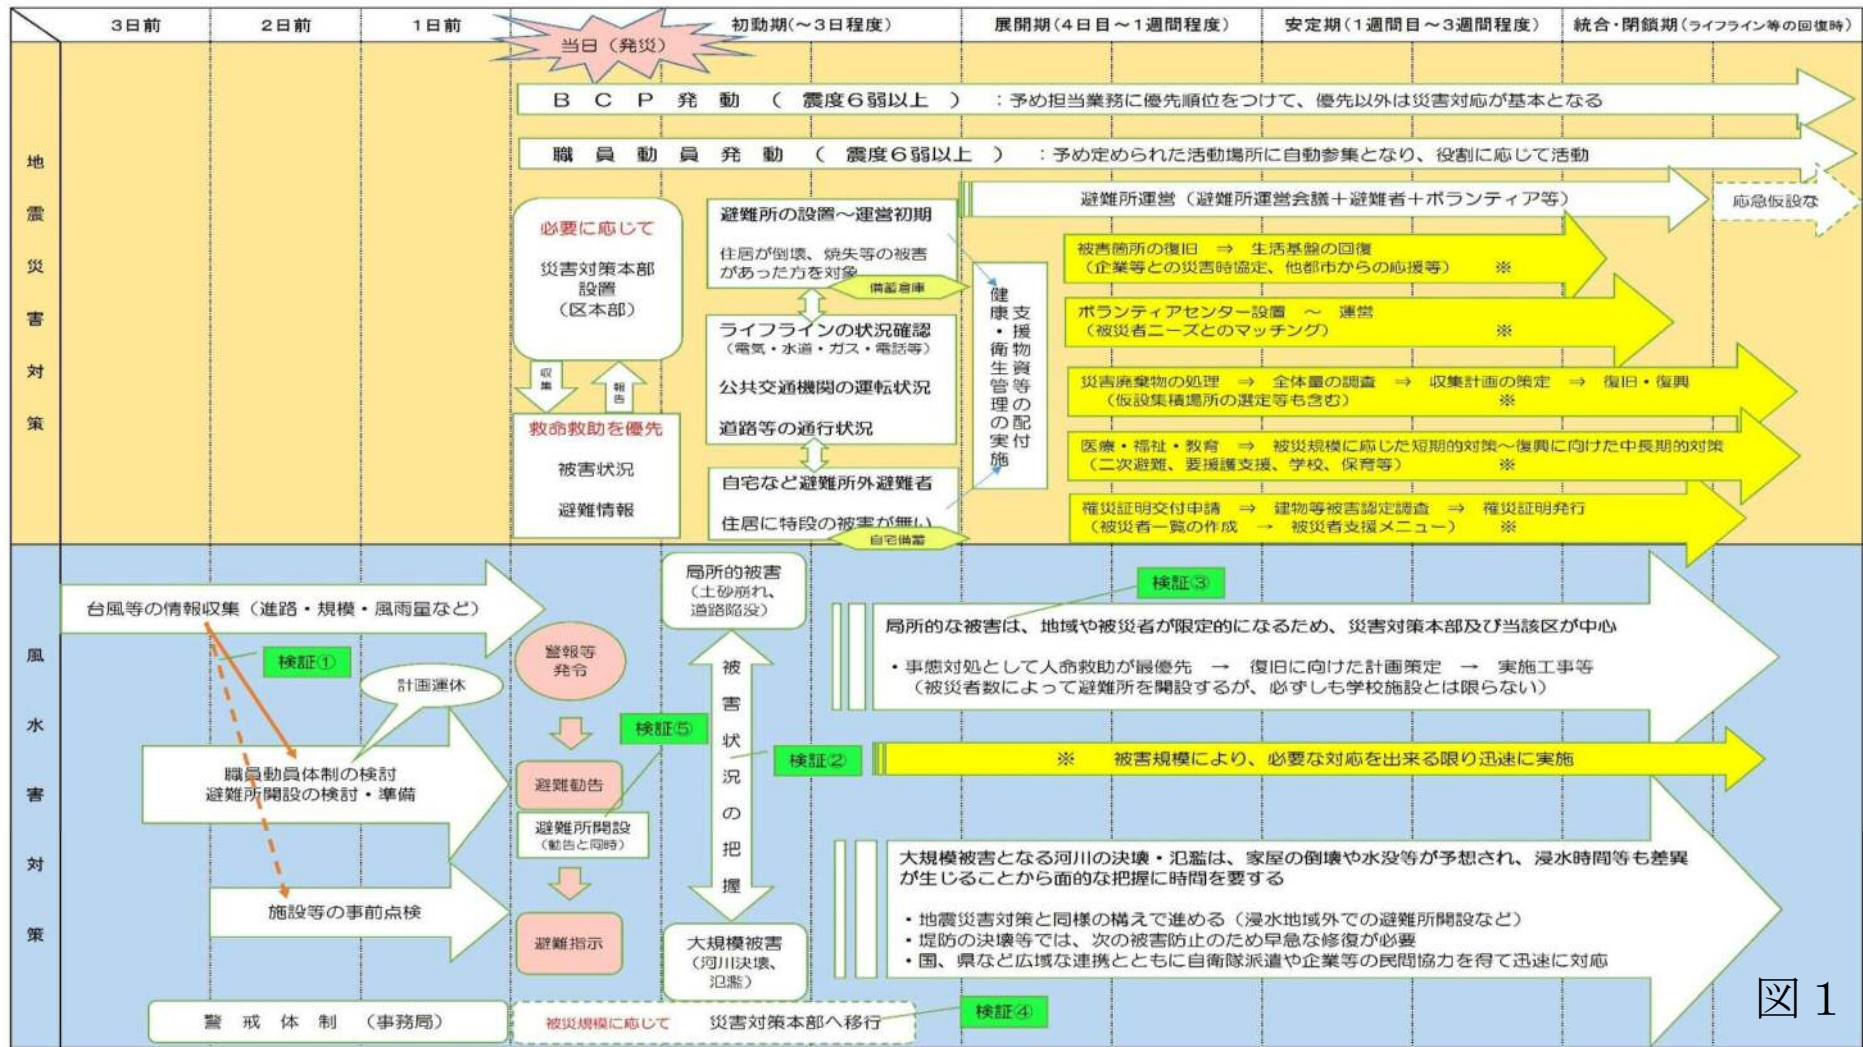 3日前
2日前
1日前
当日（発災）
初動期(～3日程度)
展開期(4日目～1週間程度)
安定期(1週間目～3週間程度)
統合・閉鎖期(ライフライン等の回復時)
地震災害対策
ＢＣＰ発動（震度6弱以上）：予め担当業務に優先順位をつけて、優先以外は災害対応が基本となる
職員動員発動（震度6弱以上）：予め定められた活動場所に自動参集となり、役割に応じて活動
必要に応じて
災害対策本部
設置
(区本部)
収集
報告
救命救助を優先
被害状況
避難情報
避難所の設置～運営初期
住居が倒壊、焼失等の被害
があった方を対象
備蓄倉庫
ライフラインの状況確認
（電気・水道・ガス・電話等）
公共交通機関の運転状況
道路等の通行状況
自宅など避難所外避難者
住居に特段の被害が無い
自宅備蓄
支援物資等の配付
健康・衛生管理の実施
避難所運営（避難所運営会議＋避難者＋ボランティア等）
応急仮設な
被害箇所の復旧 ⇒ 生活基盤の回復
（企業等との災害時協定、他都市からの応援等） ※
ボランティアセンター設置 ～ 運営
（被災者ニーズとのマッチング） ※
災害廃棄物の処理 ⇒ 全体量の調査 ⇒ 収集計画の策定 ⇒ 復旧・復興
（仮設集積場所の選定等も含む） ※
医療・福祉・教育 ⇒ 被災規模に応じた短期的対策～復興に向けた中長期的対策
（二次避難、要援護支援、学校、保育等） ※
罹災証明交付申請 ⇒ 建物等被害認定調査 ⇒ 罹災証明発行
（被災者一覧の作成 → 被災者支援メニュー） ※
風水害対策
台風等の情報収集（進路・規模・風雨量など）
検証①
計画運休
職員動員体制の検討
避難所開設の検討・準備
施設等の事前点検
警戒体制（事務局）
警報等
発令
避難勧告
避難所開設
（勧告と同時）
避難指示
検証⑤
局所的被害
（土砂崩れ、
道路陥没）
被害状況の把握
検証②
大規模被害
（河川決壊、
氾濫）
被災規模に応じて 災害対策本部へ移行
検証④
検証③
局所的な被害は、地域や被災者が限定的になるため、災害対策本部及び当該区が中心
・事態対処として人命救助が最優先 → 復旧に向けた計画策定 → 実施工事等
（被災者数によって避難所を開設するが、必ずしも学校施設とは限らない）
※ 被害規模により、必要な対応を出来る限り迅速に実施
大規模被害となる河川の決壊・氾濫は、家屋の倒壊や水没等が予想され、浸水時間等も差異
が生じることから面的な把握に時間を要する
・地震災害対策と同様の構えで進める（浸水地域外での避難所開設など）
・堤防の決壊等では、次の被害防止のため早急な修復が必要
・国、県など広域な連携とともに自衛隊派遣や企業等の民間協力を得て迅速に対応
図１